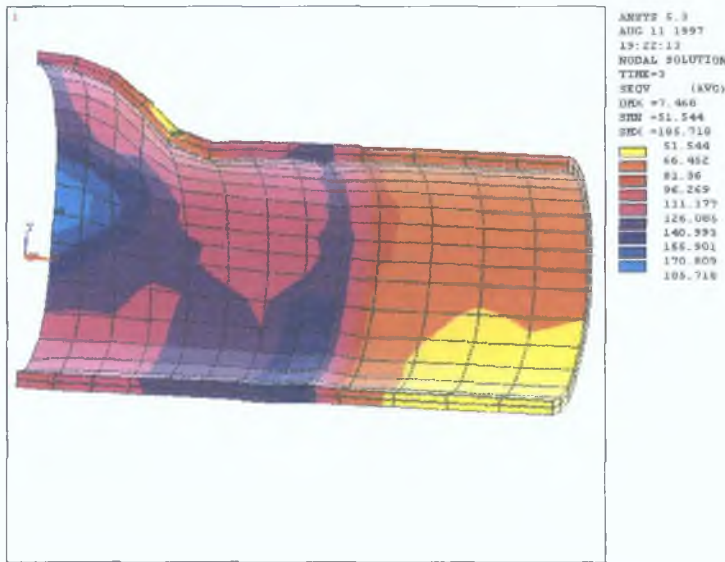 1
ANSYS 5.3
AUG 11 1997
19:22:13
NODAL SOLUTION
TIME=3
SEQV (AVG)
DMX =7.468
SMN =51.544
SMX =185.718
51.544
66.452
81.36
96.269
111.177
126.085
140.993
155.901
170.809
185.718